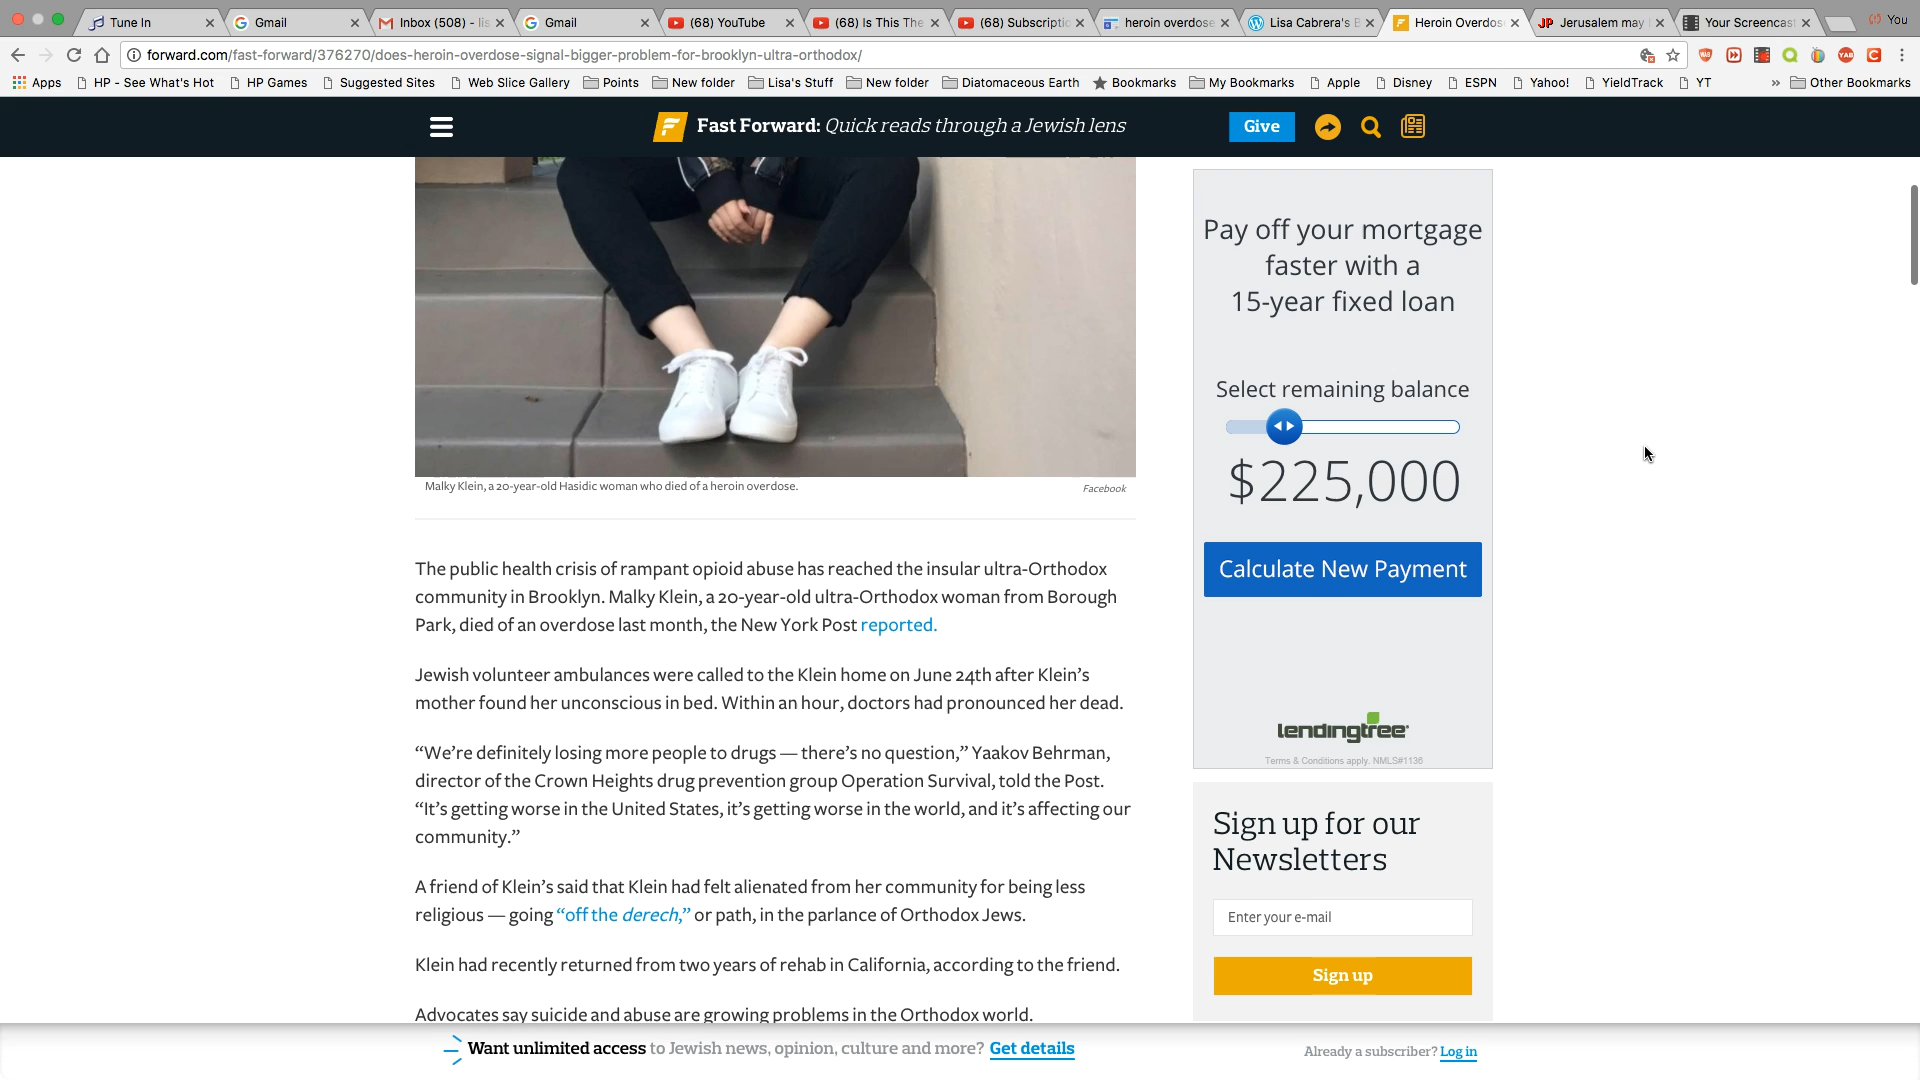 Tune In
Gmail
Inbox (508) - lis
Gmail
(68) YouTube
(68) Is This The
(68) Subscriptio
heroin overdose
Lisa Cabrera's B
Heroin Overdos
Jerusalem may
Your Screencas
You
forward.com/fast-forward/376270/does-heroin-overdose-signal-bigger-problem-for-brooklyn-ultra-orthodox/
Apps
HP - See What's Hot
HP Games
Suggested Sites
Web Slice Gallery
Points
New folder
Lisa's Stuff
New folder
Diatomaceous Earth
Bookmarks
My Bookmarks
Apple
Disney
ESPN
Yahoo!
YieldTrack
YT
» Other Bookmarks
Fast Forward: Quick reads through a Jewish lens
Give
Malky Klein, a 20-year-old Hasidic woman who died of a heroin overdose.
Facebook
The public health crisis of rampant opioid abuse has reached the insular ultra-Orthodox
community in Brooklyn. Malky Klein, a 20-year-old ultra-Orthodox woman from Borough
Park, died of an overdose last month, the New York Post reported.
Jewish volunteer ambulances were called to the Klein home on June 24th after Klein’s
mother found her unconscious in bed. Within an hour, doctors had pronounced her dead.
“We’re definitely losing more people to drugs — there’s no question,” Yaakov Behrman,
director of the Crown Heights drug prevention group Operation Survival, told the Post.
“It’s getting worse in the United States, it’s getting worse in the world, and it’s affecting our
community.”
A friend of Klein’s said that Klein had felt alienated from her community for being less
religious — going “off the derech,” or path, in the parlance of Orthodox Jews.
Klein had recently returned from two years of rehab in California, according to the friend.
Advocates say suicide and abuse are growing problems in the Orthodox world.
Pay off your mortgage
faster with a
15-year fixed loan
Select remaining balance
$225,000
Calculate New Payment
lendingtree
Terms & Conditions apply. NMLS#1136
Sign up for our
Newsletters
Enter your e-mail
Sign up
Want unlimited access to Jewish news, opinion, culture and more? Get details
Already a subscriber? Log in